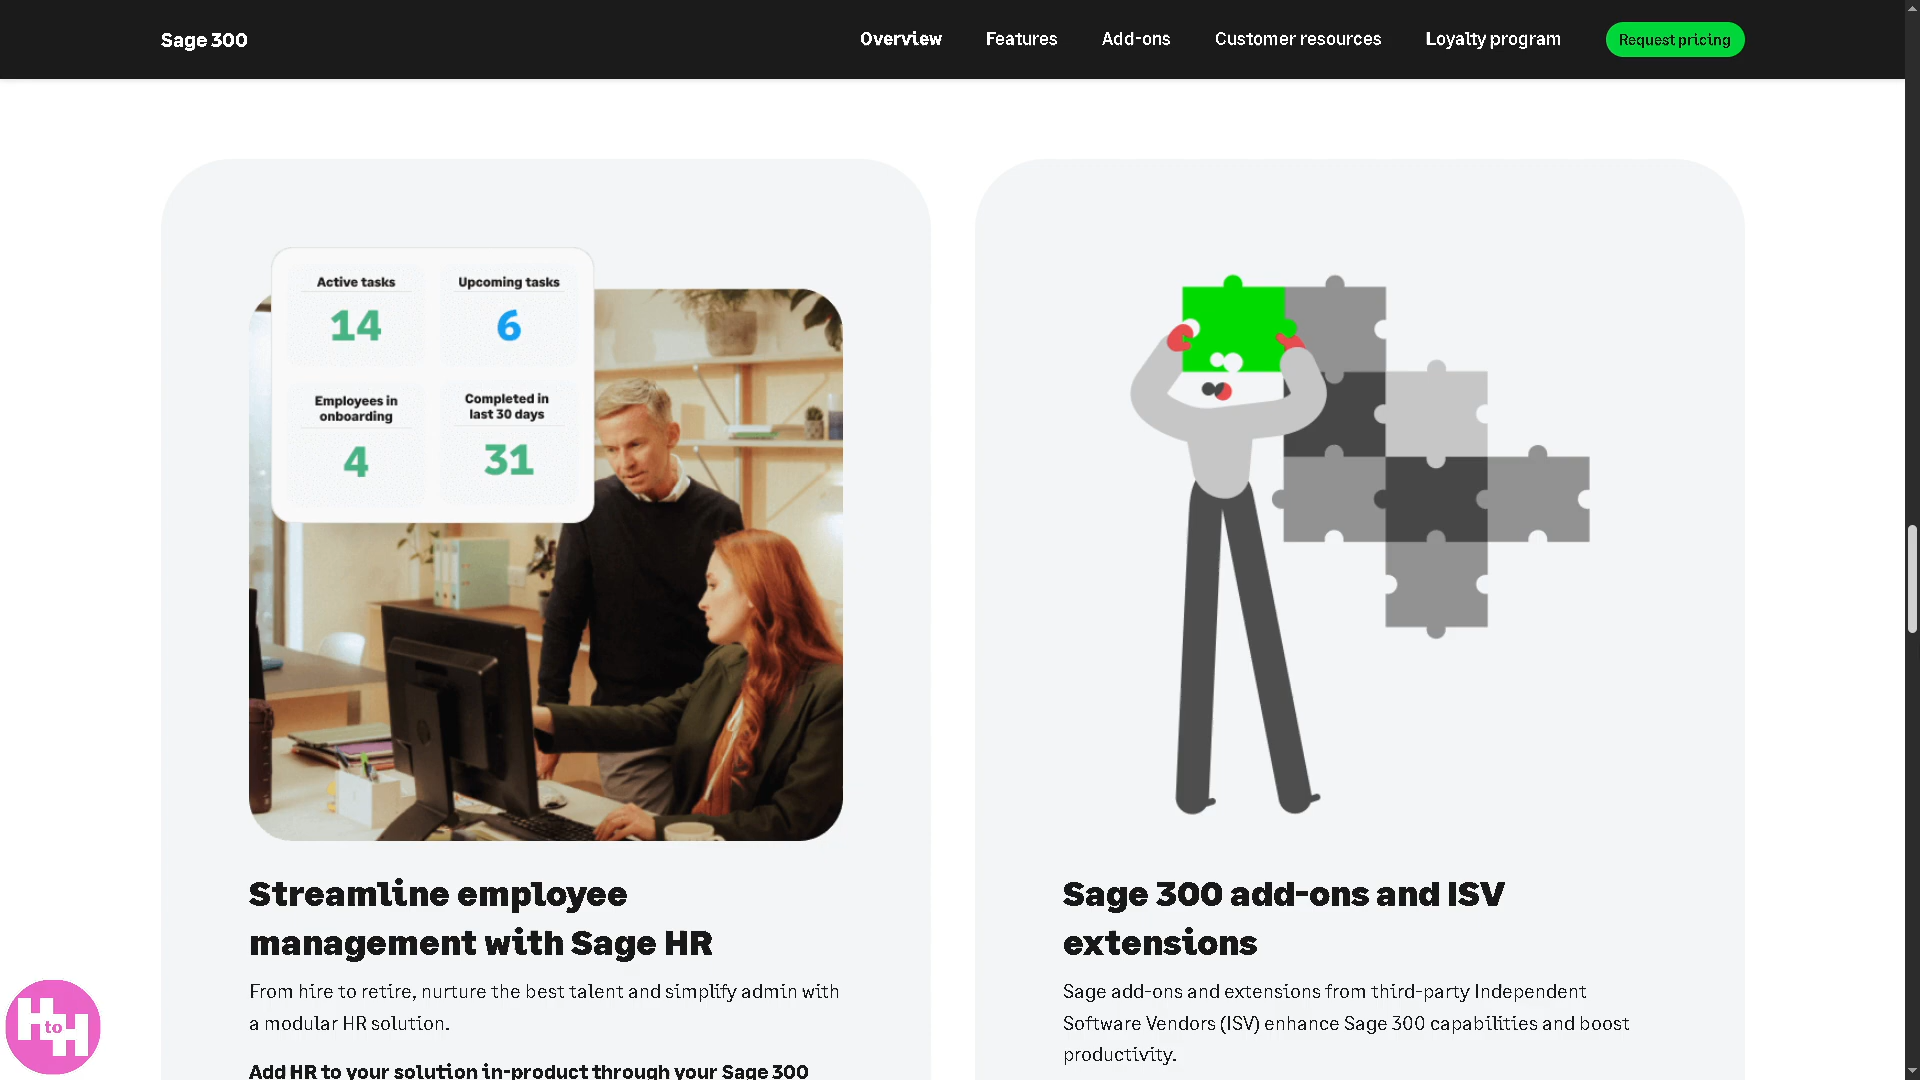 Sage 300
Overview
Features
Add-ons
Customer resources
Loyalty program
Request pricing
Active tasks
14
Upcoming tasks
6
Employees in
onboarding
4
Completed in
last 30 days
31
Streamline employee
management with Sage HR
From hire to retire, nurture the best talent and simplify admin with
a modular HR solution.
Add HR to your solution in-product through your Sage 300
Sage 300 add-ons and ISV
extensions
Sage add-ons and extensions from third-party Independent
Software Vendors (ISV) enhance Sage 300 capabilities and boost
productivity.
H to H